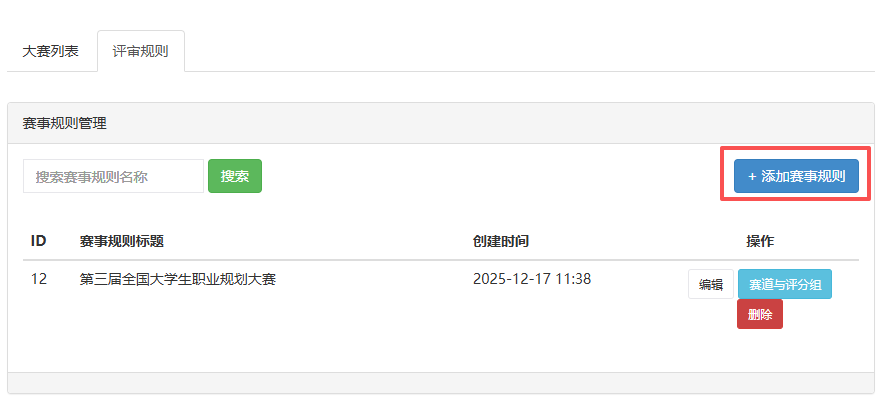 大赛列表 评审规则
赛事规则管理
搜索赛事规则名称 搜索 + 添加赛事规则
ID 赛事规则标题 创建时间 操作
12 第三届全国大学生职业规划大赛 2025-12-17 11:38 编辑 赛道与评分组
删除